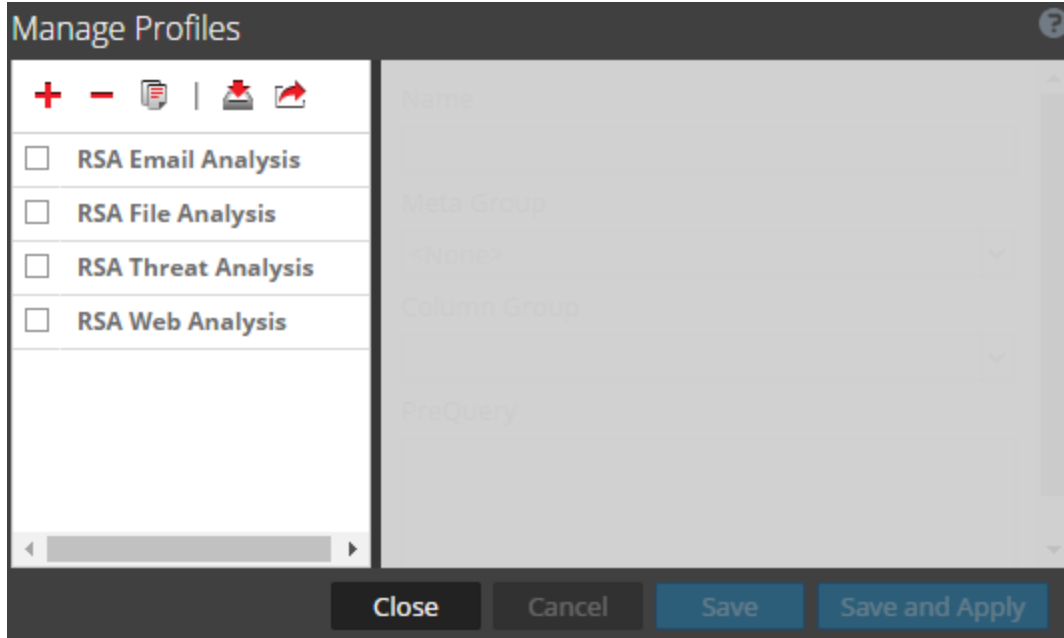 Manage Profiles
?
RSA Email Analysis
RSA File Analysis
RSA Threat Analysis
RSA Web Analysis
Name
Meta Group
<None>
Column Group
PreQuery
Close
Cancel
Save
Save and Apply